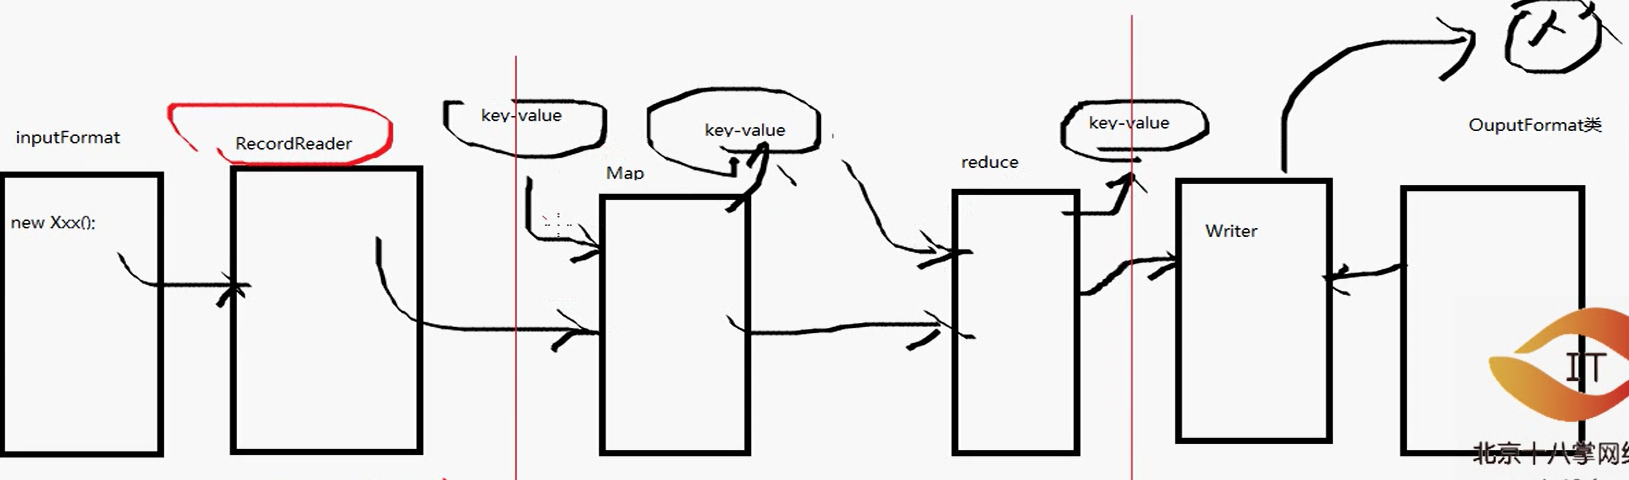 inputFormat
new Xxx():
RecordReader
key-value
Map
key-value
reduce
key-value
Writer
OuputFormat类
IT
北京十八掌网络